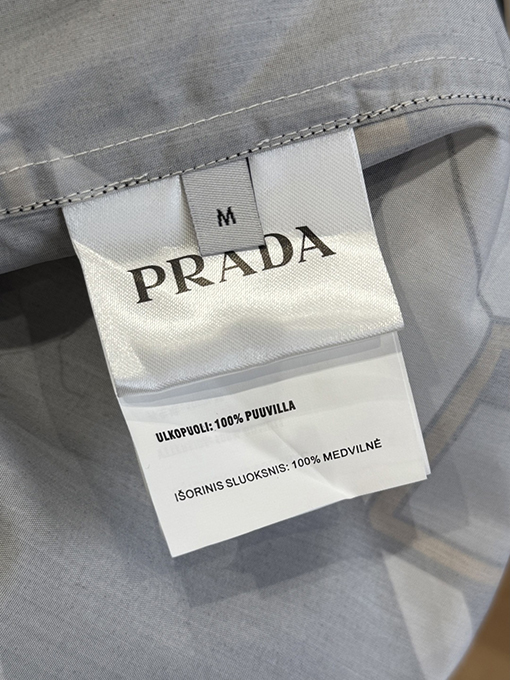 M
PRADA
ULKOPUOLI: 100% PUUVILLA
IŠORINIS SLUOKSNIS: 100% MEDVILNĖ